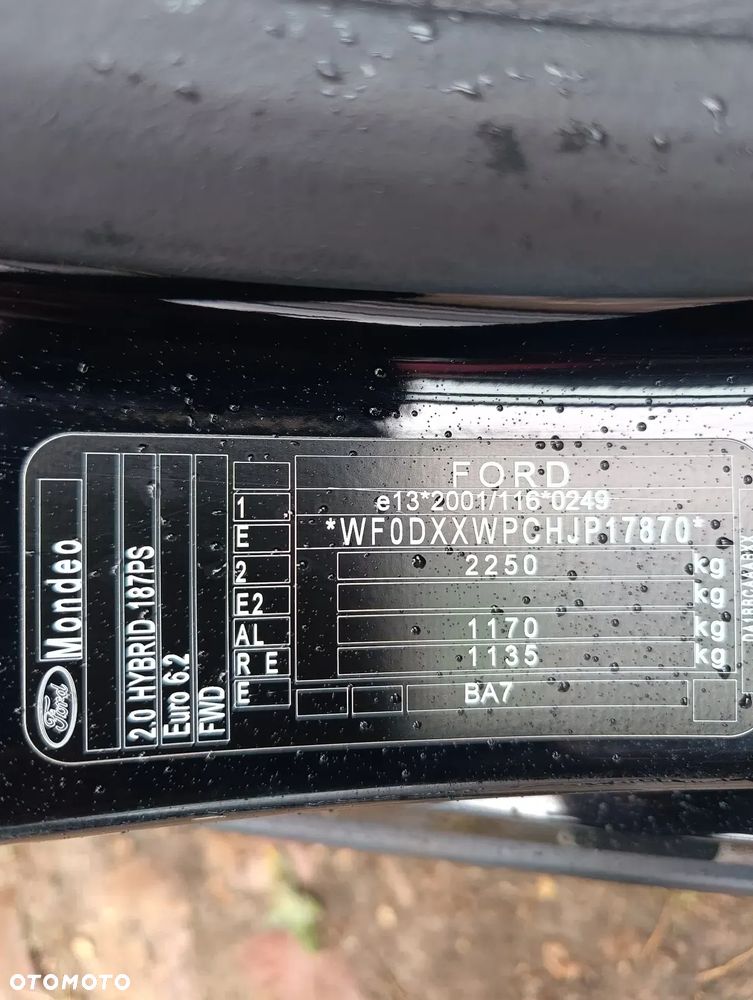 FORD
e13*2001/116*0249
*WF0DXXWPCHJP17870*
2250 kg
kg
1170 kg
1135 kg
BA7
1
E
2
E2
AL
R E
E
Ford
Mondeo
2.0 HYBRID 187PS
Euro 6.2
FWD
OTOMOTO